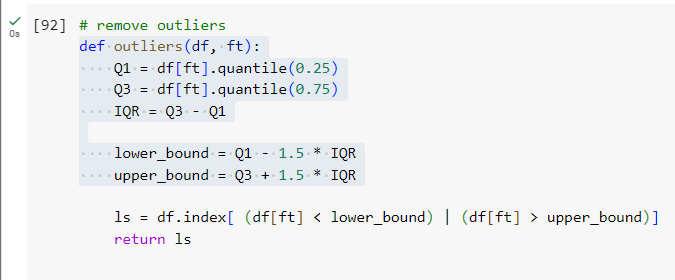 [92] # remove outliers
0s
def outliers(df, ft):
    Q1 = df[ft].quantile(0.25)
    Q3 = df[ft].quantile(0.75)
    IQR = Q3 - Q1
    lower_bound = Q1 - 1.5 * IQR
    upper_bound = Q3 + 1.5 * IQR
    ls = df.index[ (df[ft] < lower_bound) | (df[ft] > upper_bound)]
    return ls